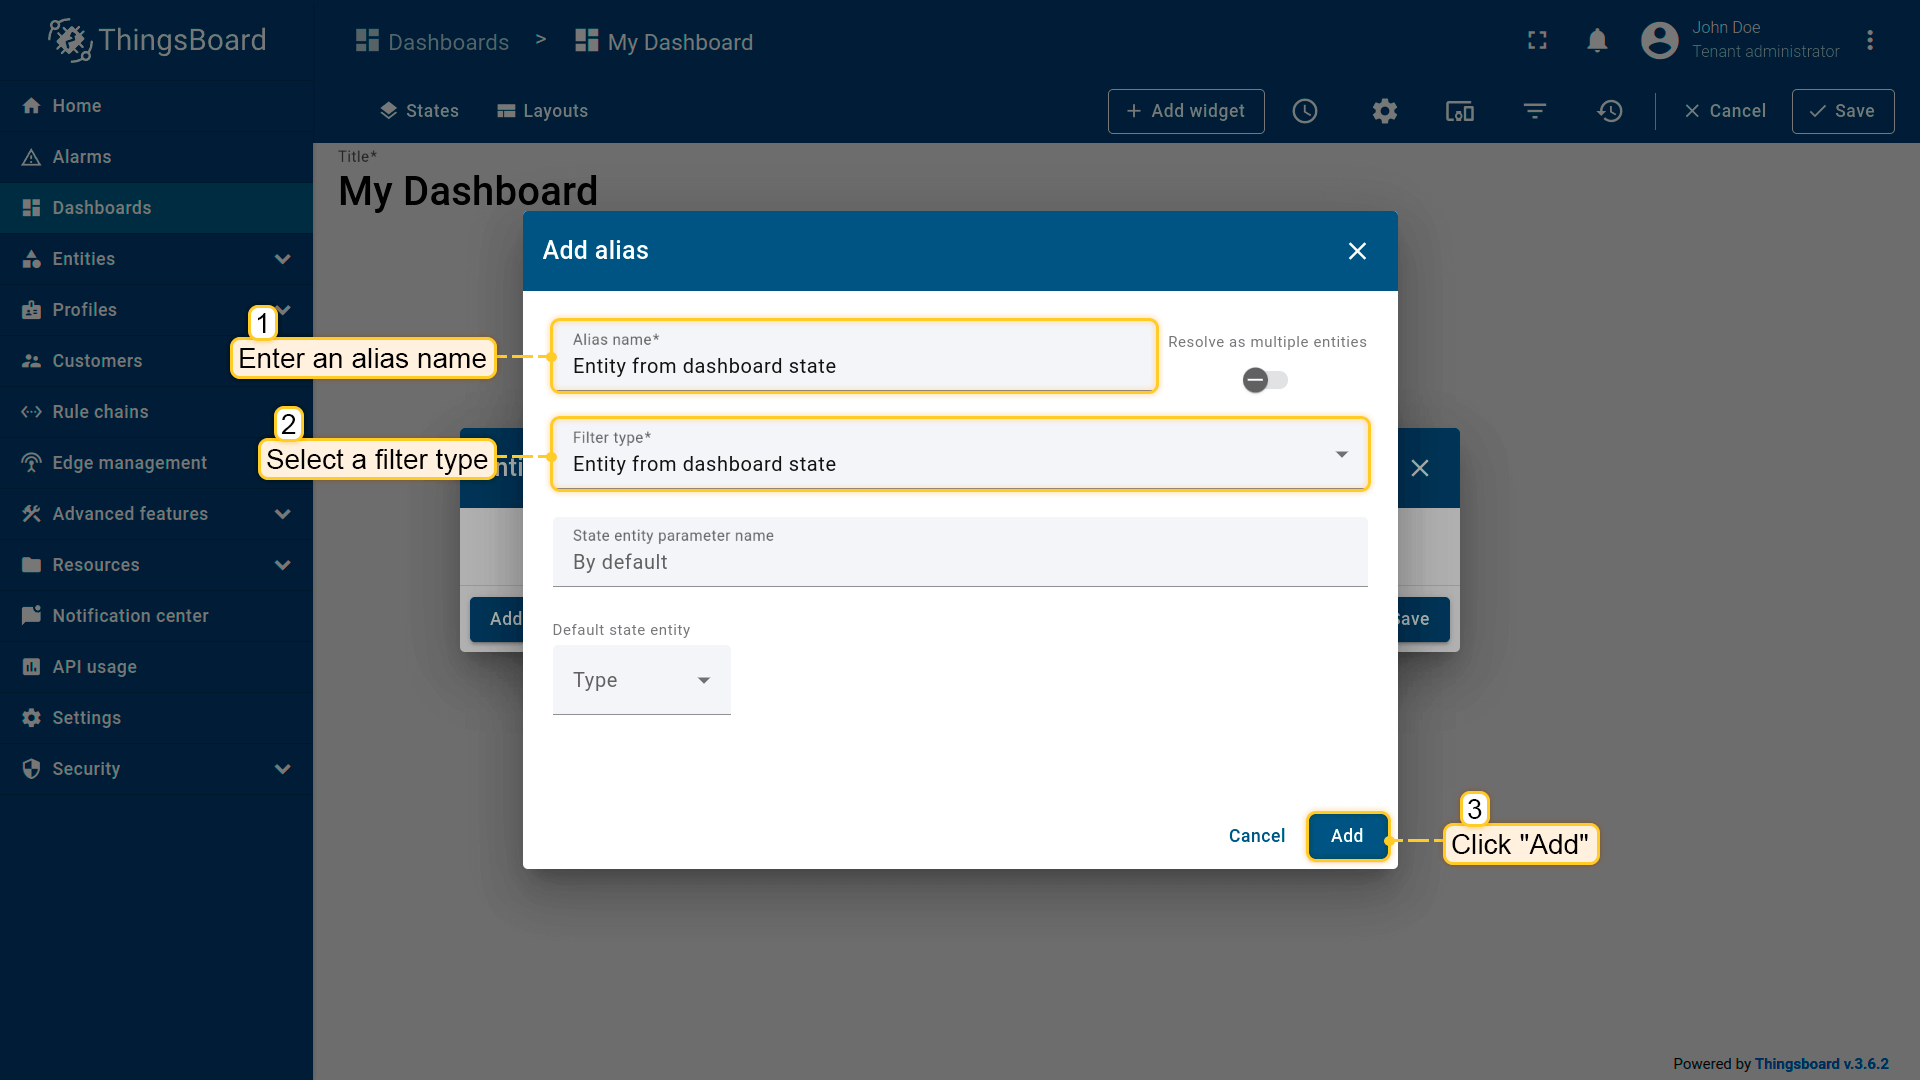 ThingsBoard
Dashboards > My Dashboard
John Doe
Tenant administrator
States
Layouts
+ Add widget
Cancel
Save
Home
Alarms
Dashboards
Entities
Profiles
Customers
Rule chains
Edge management
Advanced features
Resources
Notification center
API usage
Settings
Security
Title*
My Dashboard
Add alias
1
Enter an alias name
Alias name*
Entity from dashboard state
Resolve as multiple entities
2
Select a filter type
Filter type*
Entity from dashboard state
State entity parameter name
By default
Add
Save
Default state entity
Type
Cancel
Add
3
Click "Add"
Powered by Thingsboard v.3.6.2